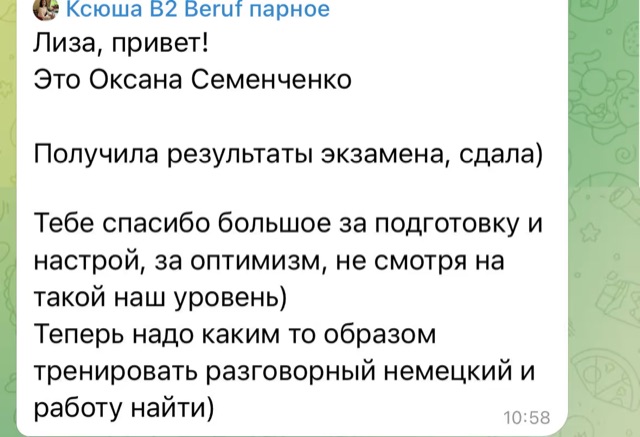 Ксюша B2 Beruf парное
Лиза, привет!
Это Оксана Семенченко
Получила результаты экзамена, сдала)
Тебе спасибо большое за подготовку и
настрой, за оптимизм, не смотря на
такой наш уровень)
Теперь надо каким то образом
тренировать разговорный немецкий и
работу найти)
10:58